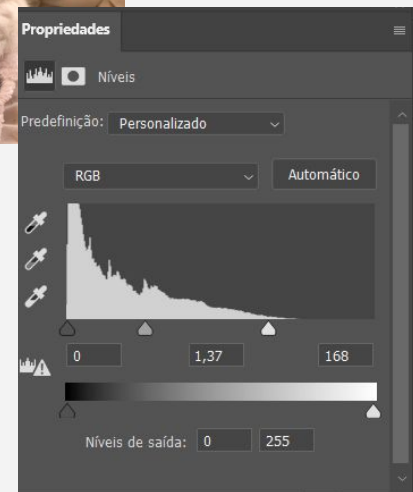 Propriedades
Níveis
Predefinição: Personalizado
RGB Automático
0 1,37 168
Níveis de saída: 0 255